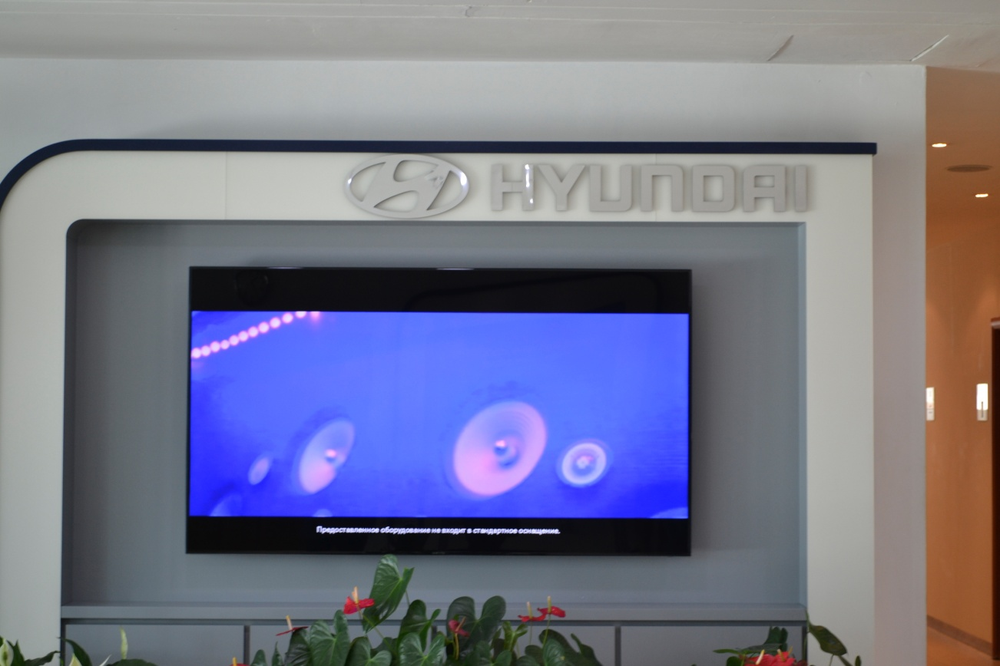 HYUNDAI
Предоставленное оборудование не входит в стандартное оснащение.